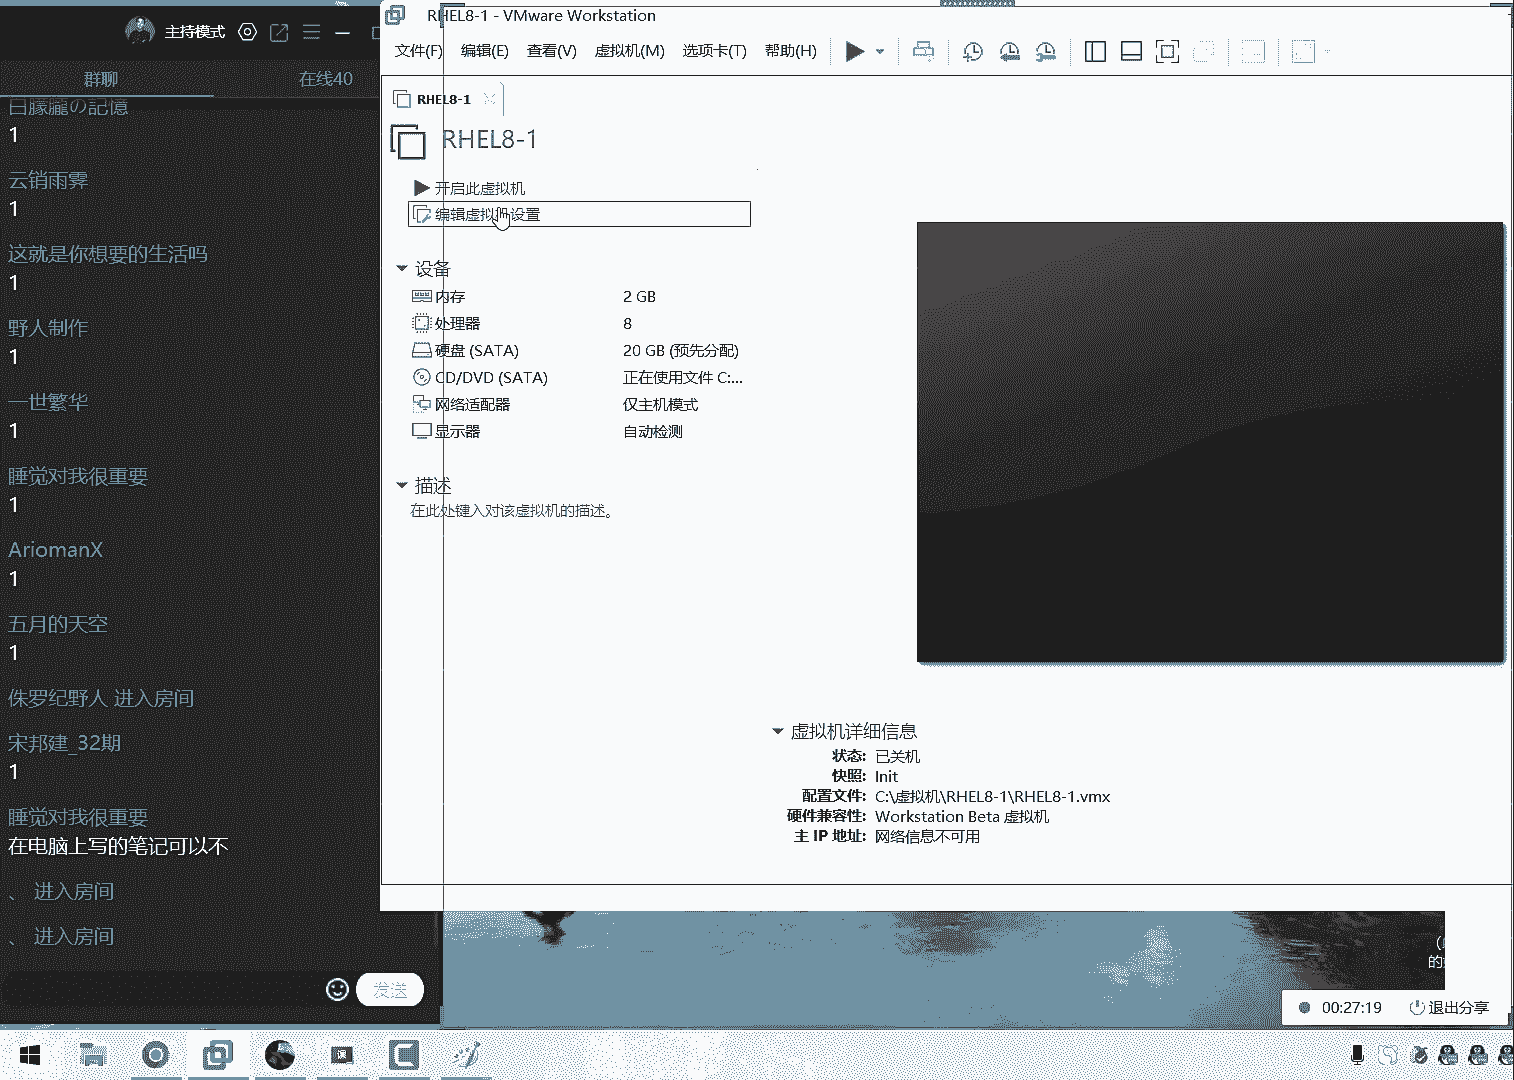 主持模式
群聊
在线40
白朦朧の記憶
1
云销雨霁
1
这就是你想要的生活吗
1
野人制作
1
一世繁华
1
睡觉对我很重要
1
AriomanX
1
五月的天空
1
侏罗纪野人 进入房间
宋邦建_32期
1
睡觉对我很重要
在电脑上写的笔记可以不
、 进入房间
、 进入房间
发送
RHEL8-1 - VMware Workstation
文件(F) 编辑(E) 查看(V) 虚拟机(M) 选项卡(T) 帮助(H)
RHEL8-1
RHEL8-1
开启此虚拟机
编辑虚拟机设置
设备
内存 2 GB
处理器 8
硬盘 (SATA) 20 GB (预先分配)
CD/DVD (SATA) 正在使用文件 C:...
网络适配器 仅主机模式
显示器 自动检测
描述
在此处键入对该虚拟机的描述。
虚拟机详细信息
状态: 已关机
快照: Init
配置文件: C:\虚拟机\RHEL8-1\RHEL8-1.vmx
硬件兼容性: Workstation Beta 虚拟机
主 IP 地址: 网络信息不可用
00:27:19 退出分享